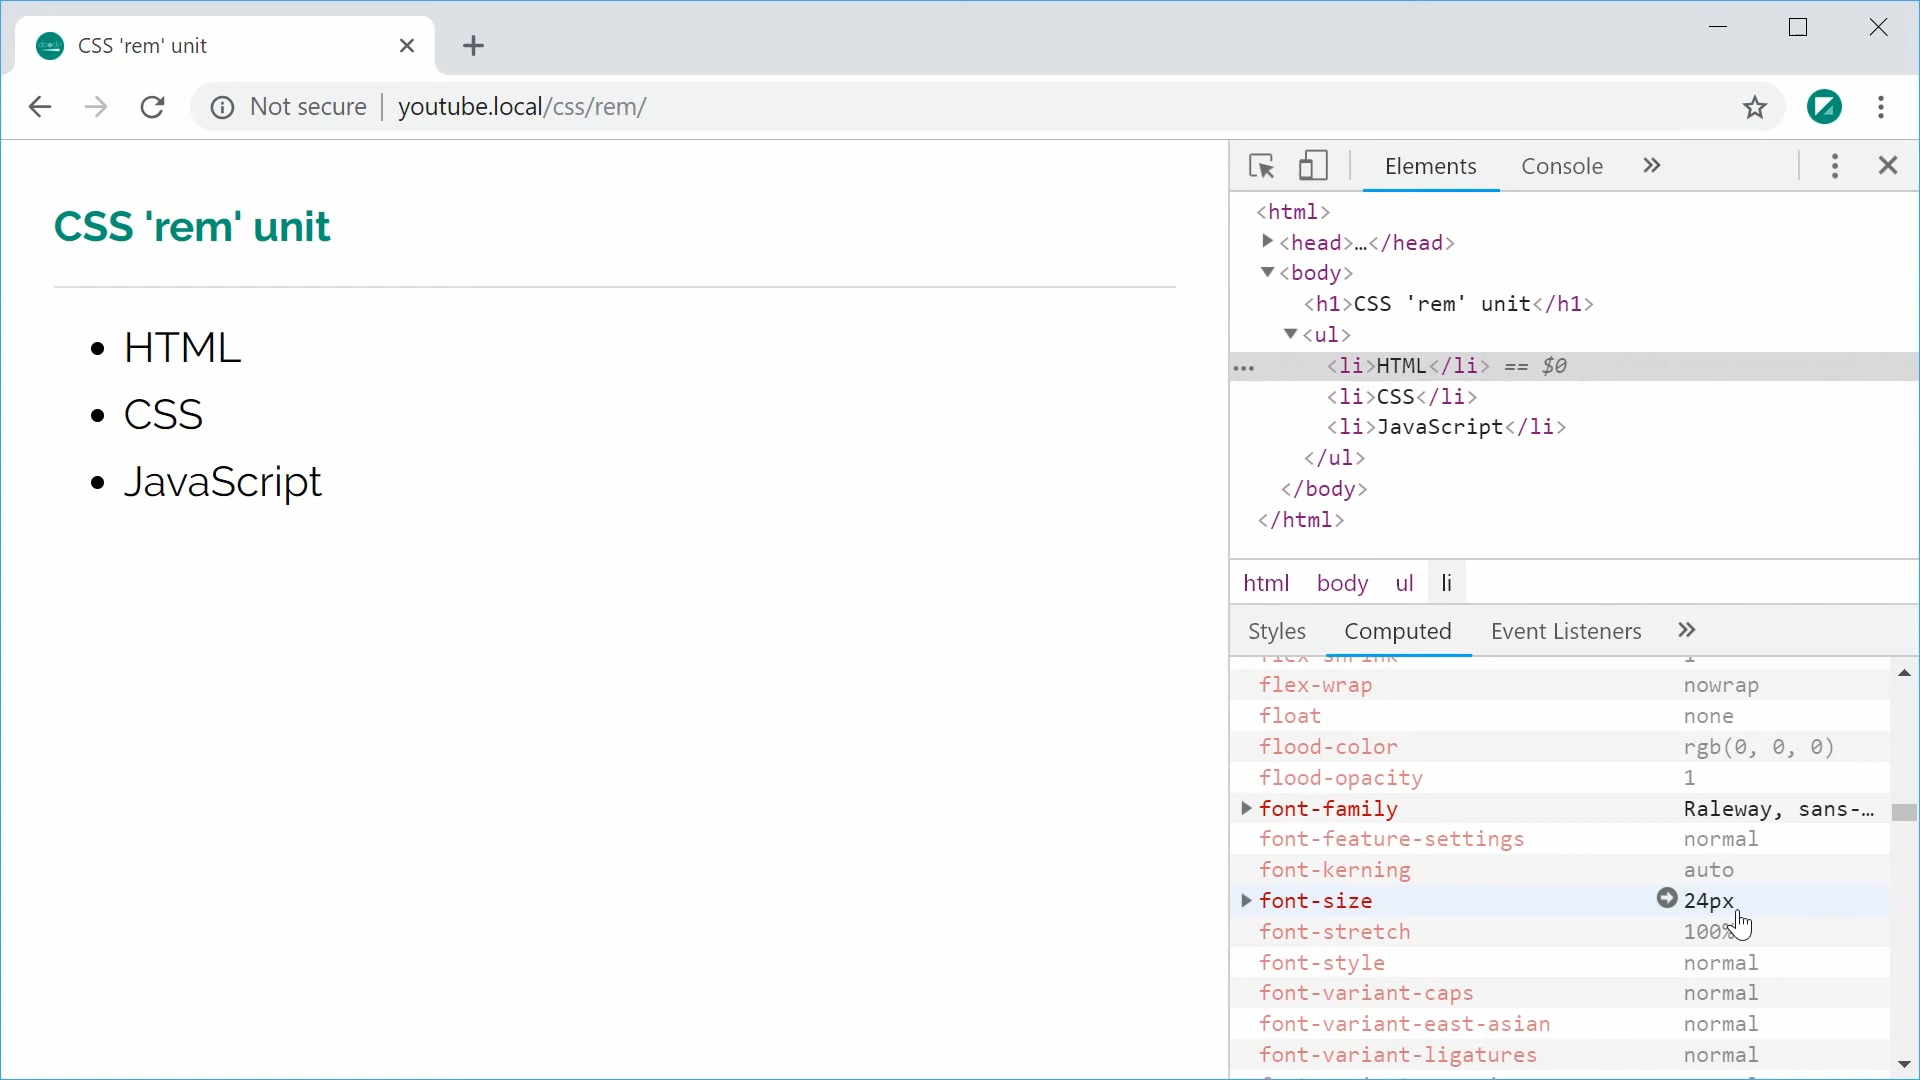 CSS 'rem' unit
Not secure | youtube.local/css/rem/
CSS 'rem' unit
• HTML
• CSS
• JavaScript
Elements Console »
<html>
<head>…</head>
<body>
<h1>CSS 'rem' unit</h1>
<ul>
… <li>HTML</li> == $0
<li>CSS</li>
<li>JavaScript</li>
</ul>
</body>
</html>
html body ul li
Styles Computed Event Listeners »
flex-shrink 1
flex-wrap nowrap
float none
flood-color rgb(0, 0, 0)
flood-opacity 1
font-family Raleway, sans-…
font-feature-settings normal
font-kerning auto
font-size 24px
font-stretch 100%
font-style normal
font-variant-caps normal
font-variant-east-asian normal
font-variant-ligatures normal